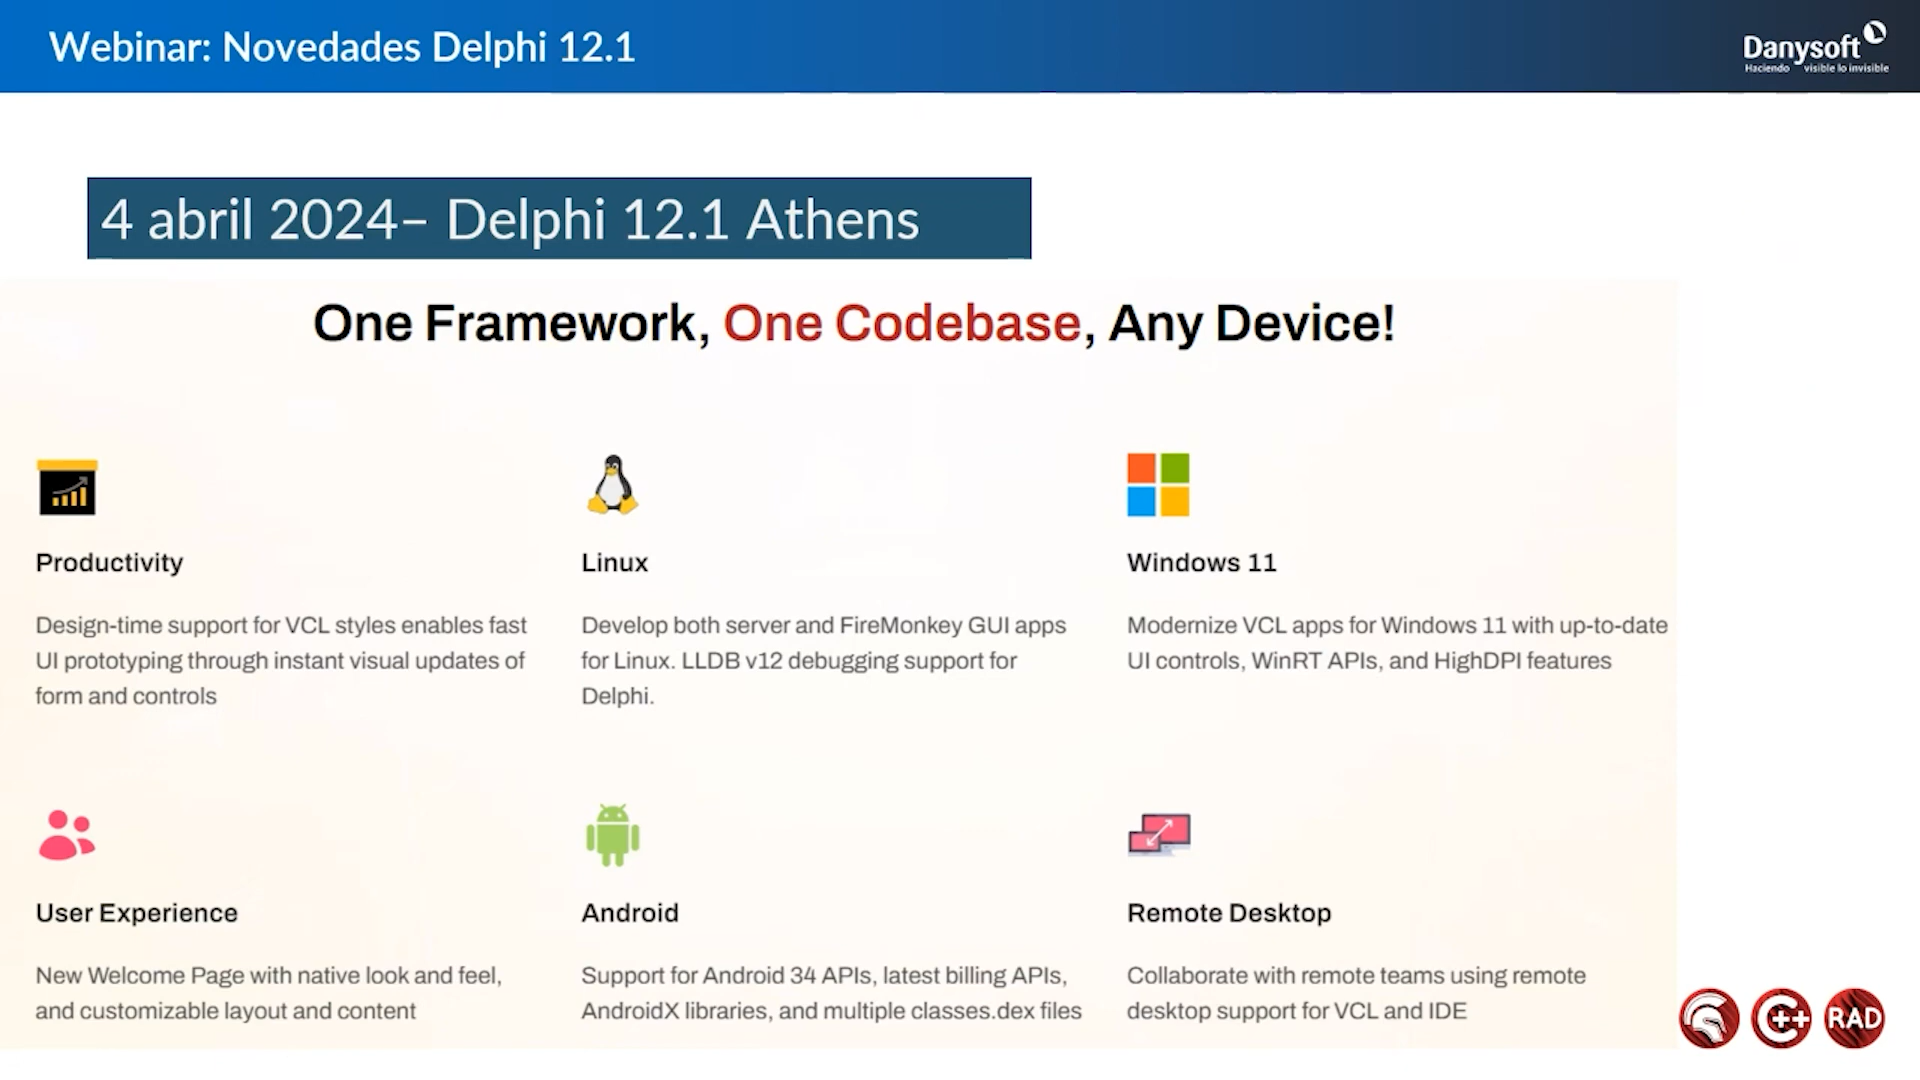 Webinar: Novedades Delphi 12.1
Danysoft
Haciendo visible lo invisible
4 abril 2024– Delphi 12.1 Athens
One Framework, One Codebase, Any Device!
Productivity
Design-time support for VCL styles enables fast
UI prototyping through instant visual updates of
form and controls
Linux
Develop both server and FireMonkey GUI apps
for Linux. LLDB v12 debugging support for
Delphi.
Windows 11
Modernize VCL apps for Windows 11 with up-to-date
UI controls, WinRT APIs, and HighDPI features
User Experience
New Welcome Page with native look and feel,
and customizable layout and content
Android
Support for Android 34 APIs, latest billing APIs,
AndroidX libraries, and multiple classes.dex files
Remote Desktop
Collaborate with remote teams using remote
desktop support for VCL and IDE
C++
RAD